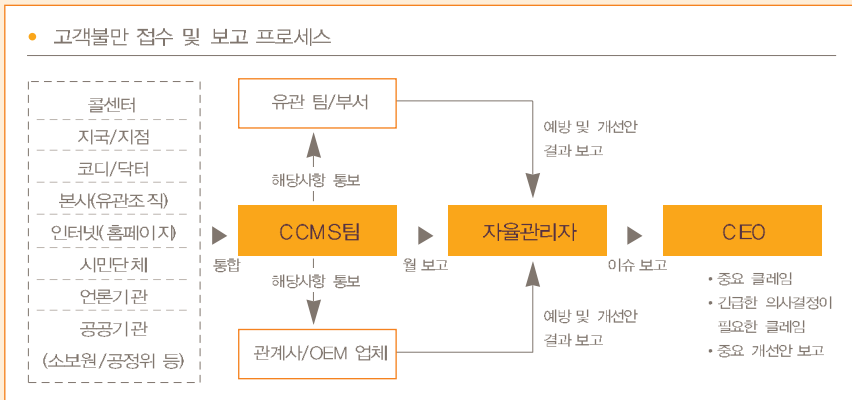 • 고객불만 접수 및 보고 프로세스
콜센터
지국/지점
코디/닥터
본사(유관조직)
인터넷(홈페이지)
시민단체
언론기관
공공기관
(소보원/공정위 등)
통합
유관 팀/부서
해당사항 통보
CCMS팀
해당사항 통보
관계사/OEM 업체
월 보고
예방 및 개선안
결과 보고
자율관리자
예방 및 개선안
결과 보고
이슈 보고
CEO
• 중요 클레임
• 긴급한 의사결정이
필요한 클레임
• 중요 개선안 보고